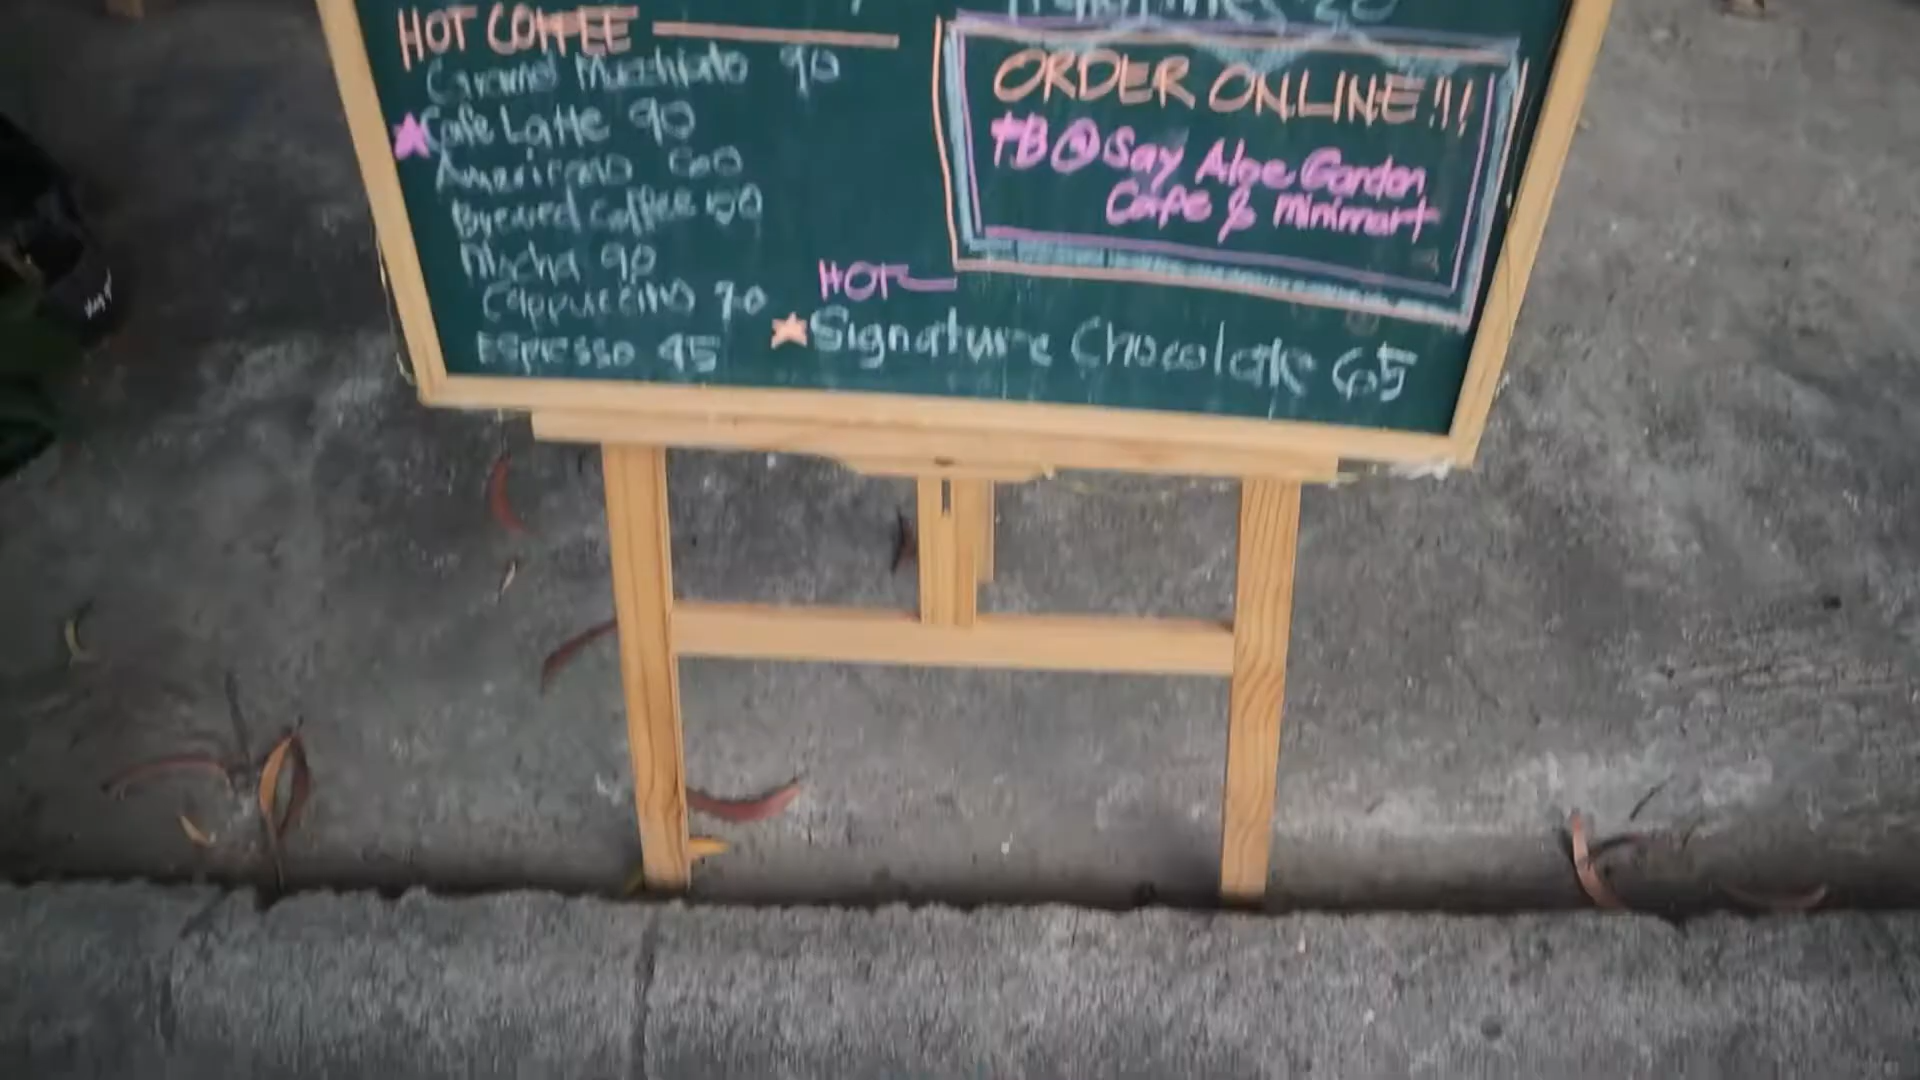 HOT COFFEE
Caramel Macchiato 90
Cafe Latte 90
Americano 60
Brewed Coffee 50
Mocha 90
Cappuccino 70
Espresso 45
ORDER ONLINE!!!
FB @ Say Aloe Garden
Cafe & minimart
HOT
Signature Chocolate 65